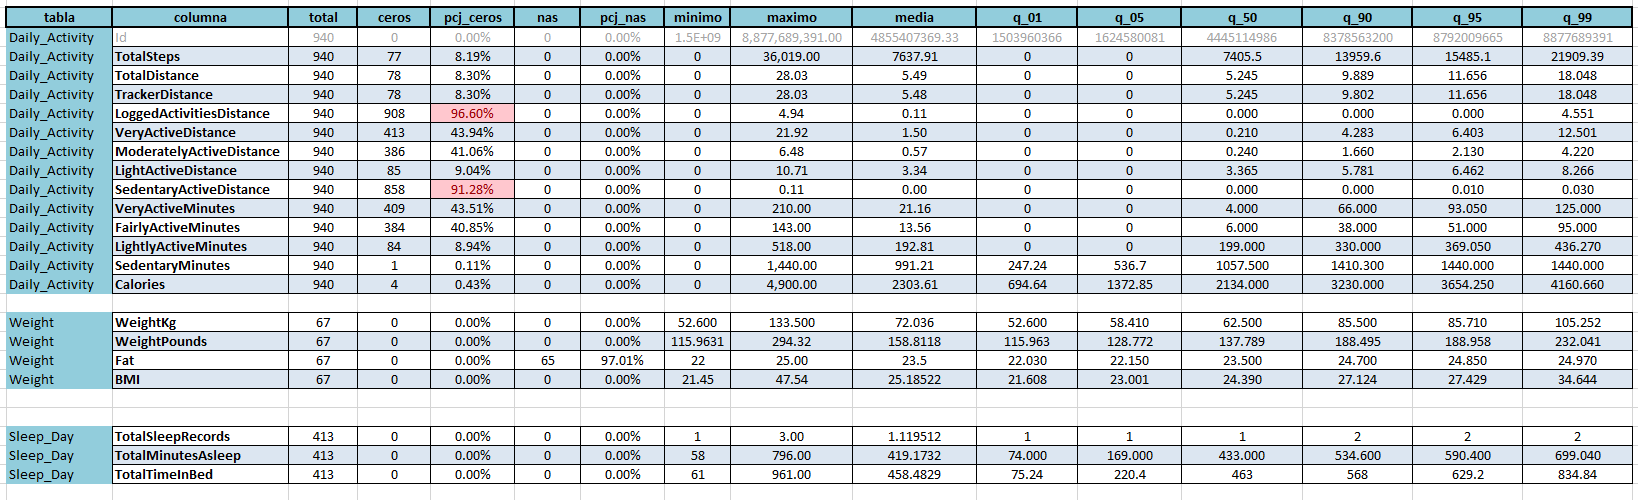 tabla columna total ceros pcj_ceros nas pcj_nas minimo maximo media q_01 q_05 q_50 q_90 q_95 q_99
Daily_Activity Id 940 0 0.00% 0 0.00% 1.5E+09 8,877,689,391.00 4855407369.33 1503960366 1624580081 4445114986 8378563200 8792009665 8877689391
Daily_Activity TotalSteps 940 77 8.19% 0 0.00% 0 36,019.00 7637.91 0 0 7405.5 13959.6 15485.1 21909.39
Daily_Activity TotalDistance 940 78 8.30% 0 0.00% 0 28.03 5.49 0 0 5.245 9.889 11.656 18.048
Daily_Activity TrackerDistance 940 78 8.30% 0 0.00% 0 28.03 5.48 0 0 5.245 9.802 11.656 18.048
Daily_Activity LoggedActivitiesDistance 940 908 96.60% 0 0.00% 0 4.94 0.11 0 0 0.000 0.000 0.000 4.551
Daily_Activity VeryActiveDistance 940 413 43.94% 0 0.00% 0 21.92 1.50 0 0 0.210 4.283 6.403 12.501
Daily_Activity ModeratelyActiveDistance 940 386 41.06% 0 0.00% 0 6.48 0.57 0 0 0.240 1.660 2.130 4.220
Daily_Activity LightActiveDistance 940 85 9.04% 0 0.00% 0 10.71 3.34 0 0 3.365 5.781 6.462 8.266
Daily_Activity SedentaryActiveDistance 940 858 91.28% 0 0.00% 0 0.11 0.00 0 0 0.000 0.000 0.010 0.030
Daily_Activity VeryActiveMinutes 940 409 43.51% 0 0.00% 0 210.00 21.16 0 0 4.000 66.000 93.050 125.000
Daily_Activity FairlyActiveMinutes 940 384 40.85% 0 0.00% 0 143.00 13.56 0 0 6.000 38.000 51.000 95.000
Daily_Activity LightlyActiveMinutes 940 84 8.94% 0 0.00% 0 518.00 192.81 0 0 199.000 330.000 369.050 436.270
Daily_Activity SedentaryMinutes 940 1 0.11% 0 0.00% 0 1,440.00 991.21 247.24 536.7 1057.500 1410.300 1440.000 1440.000
Daily_Activity Calories 940 4 0.43% 0 0.00% 0 4,900.00 2303.61 694.64 1372.85 2134.000 3230.000 3654.250 4160.660
Weight WeightKg 67 0 0.00% 0 0.00% 52.600 133.500 72.036 52.600 58.410 62.500 85.500 85.710 105.252
Weight WeightPounds 67 0 0.00% 0 0.00% 115.9631 294.32 158.8118 115.963 128.772 137.789 188.495 188.958 232.041
Weight Fat 67 0 0.00% 65 97.01% 22 25.00 23.5 22.030 22.150 23.500 24.700 24.850 24.970
Weight BMI 67 0 0.00% 0 0.00% 21.45 47.54 25.18522 21.608 23.001 24.390 27.124 27.429 34.644
Sleep_Day TotalSleepRecords 413 0 0.00% 0 0.00% 1 3.00 1.119512 1 1 1 2 2 2
Sleep_Day TotalMinutesAsleep 413 0 0.00% 0 0.00% 58 796.00 419.1732 74.000 169.000 433.000 534.600 590.400 699.040
Sleep_Day TotalTimeInBed 413 0 0.00% 0 0.00% 61 961.00 458.4829 75.24 220.4 463 568 629.2 834.84